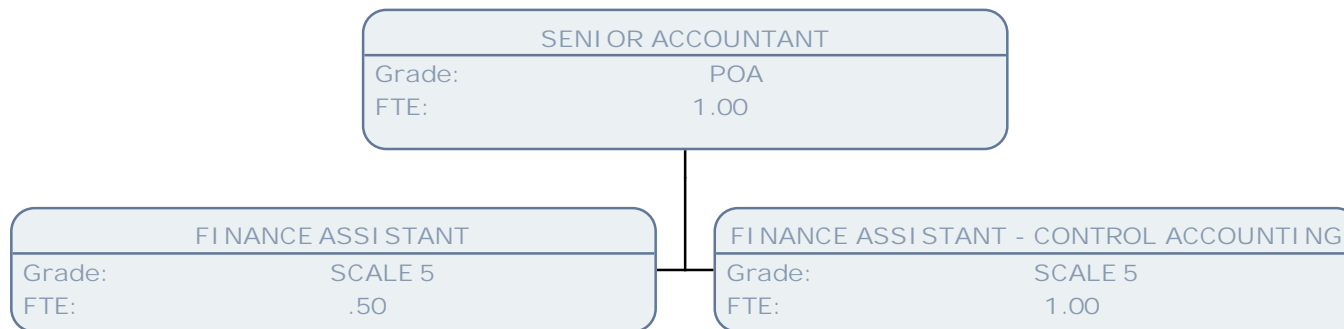 SENIOR ACCOUNTANT
Grade: POA
FTE: 1.00
FINANCE ASSISTANT
Grade: SCALE 5
FTE: .50
FINANCE ASSISTANT - CONTROL ACCOUNTING
Grade: SCALE 5
FTE: 1.00